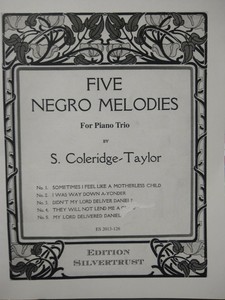 FIVE
NEGRO MELODIES
For Piano Trio
BY
S. Coleridge-Taylor
No. 1. SOMETIMES I FEEL LIKE A MOTHERLESS CHILD
No. 2. I WAS WAY DOWN A-YONDER
No. 3. DIDN'T MY LORD DELIVER DANIEL
No. 4. THEY WILL NOT LEND ME A
No. 5. MY LORD DELIVERED DANIEL
EDITION
SILVERTRUST